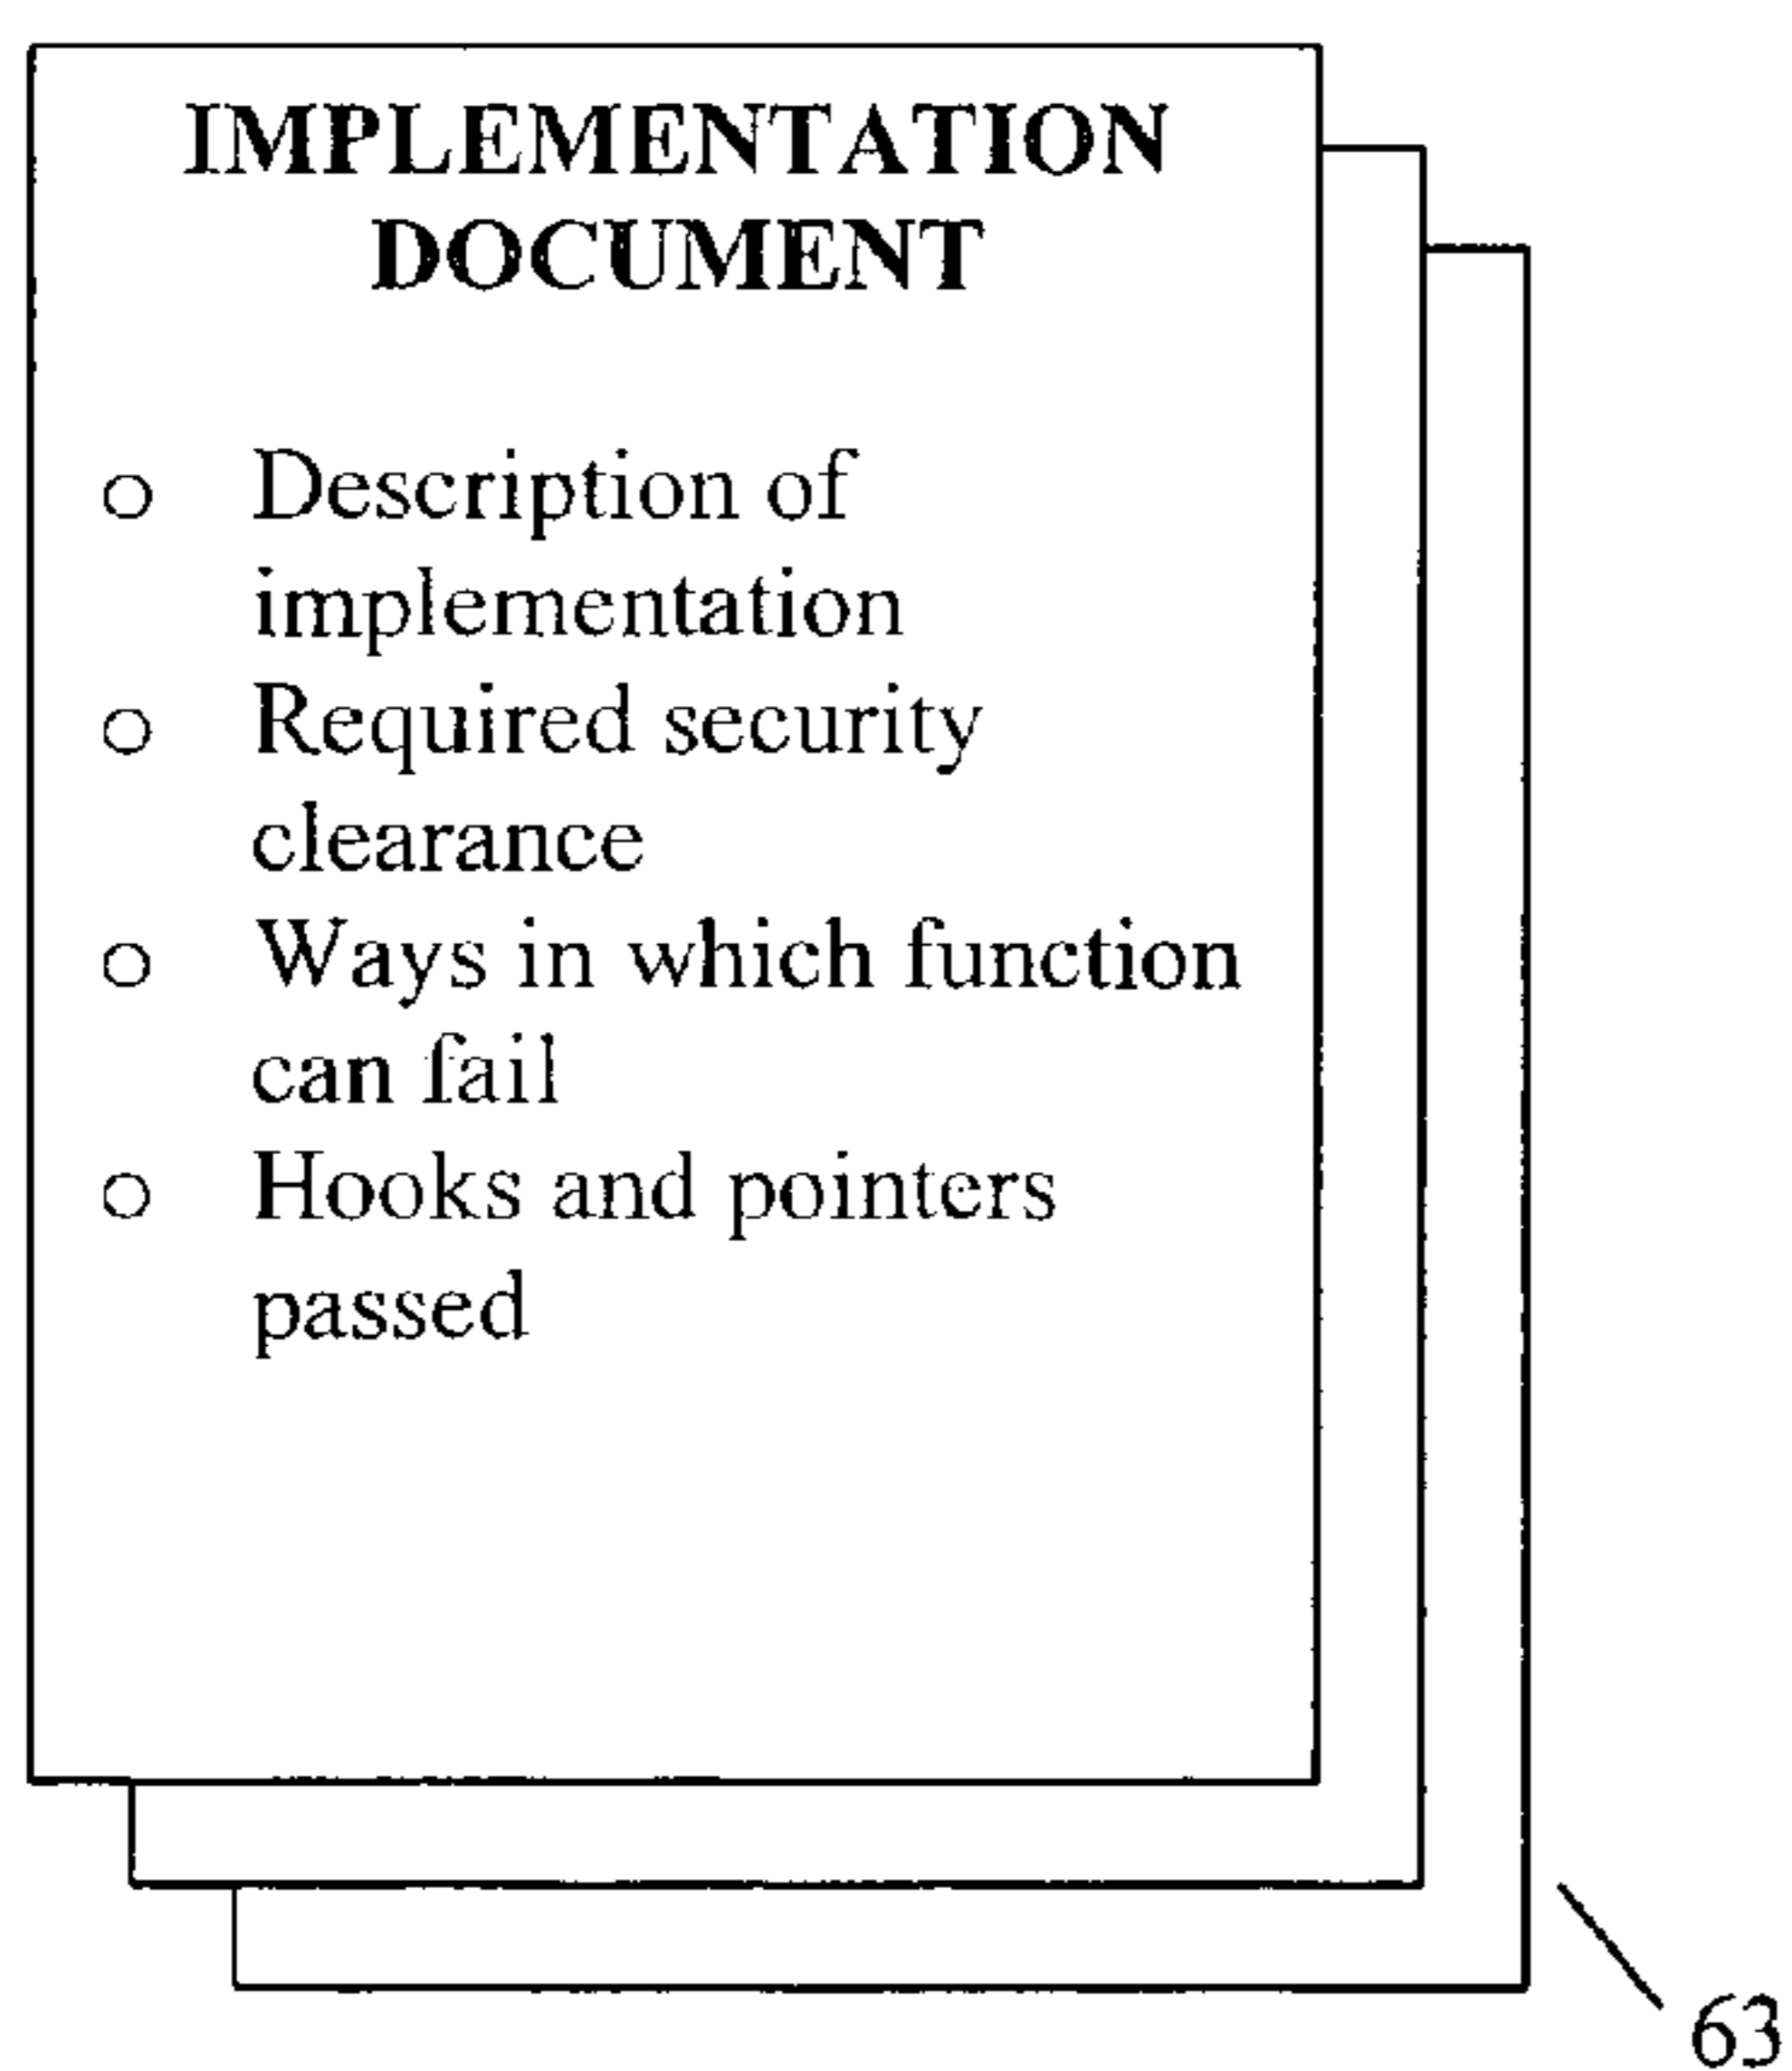 IMPLEMENTATION
DOCUMENT
○ Description of
implementation
○ Required security
clearance
○ Ways in which function
can fail
○ Hooks and pointers
passed
63